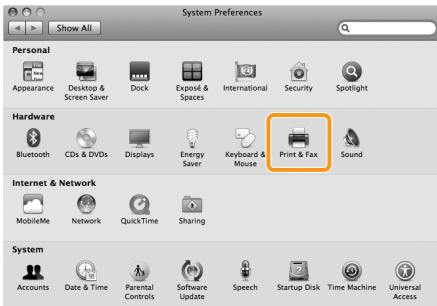 System Preferences
Show All
Personal
Appearance Desktop & Screen Saver Dock Exposé & Spaces International Security Spotlight
Hardware
Bluetooth CDs & DVDs Displays Energy Saver Keyboard & Mouse Print & Fax Sound
Internet & Network
MobileMe Network QuickTime Sharing
System
Accounts Date & Time Parental Controls Software Update Speech Startup Disk Time Machine Universal Access